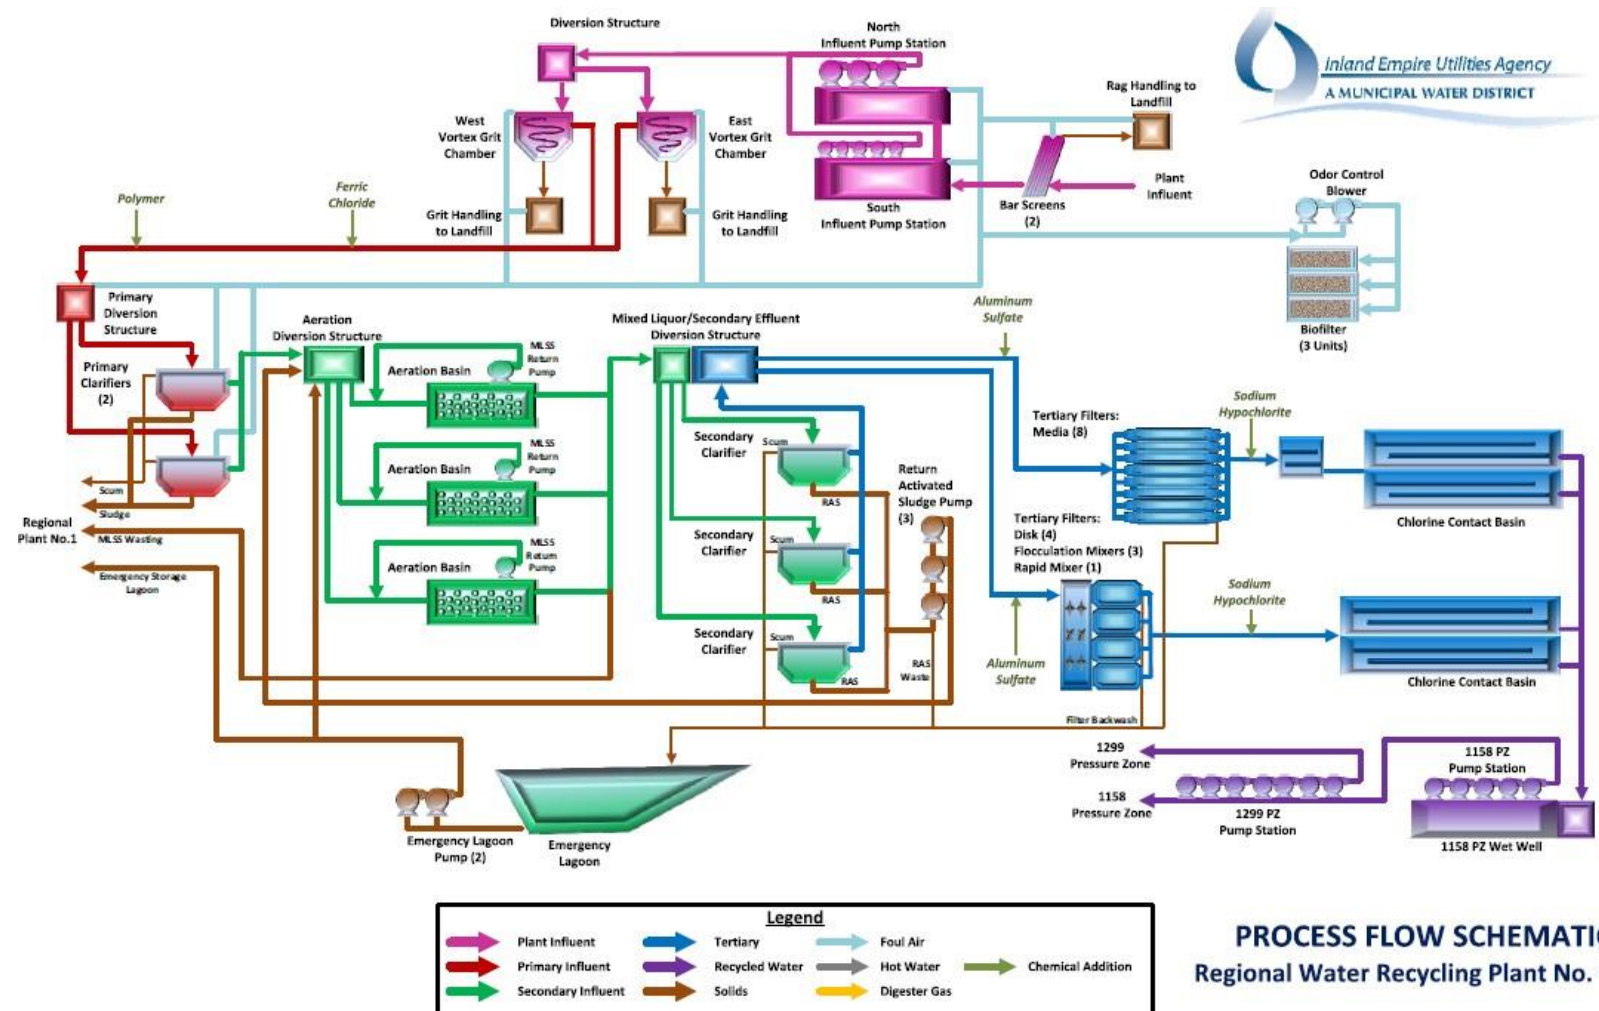 Diversion Structure
North
Influent Pump Station
Inland Empire Utilities Agency
A MUNICIPAL WATER DISTRICT
Rag Handling to
Landfill
West
Vortex Grit
Chamber
East
Vortex Grit
Chamber
Plant
Influent
Odor Control
Blower
Polymer
Ferric
Chloride
Grit Handling
to Landfill
Grit Handling
to Landfill
South
Influent Pump Station
Bar Screens
(2)
Primary
Diversion
Structure
Aeration
Diversion Structure
Mixed Liquor/Secondary Effluent
Diversion Structure
Aluminum
Sulfate
Biofilter
(3 Units)
Primary
Clarifiers
(2)
Aeration Basin
MLSS
Return
Pump
Tertiary Filters:
Media (8)
Sodium
Hypochlorite
Secondary
Clarifier
Scum
RAS
Aeration Basin
MLSS
Return
Pump
Return
Activated
Sludge Pump
(3)
Scum
Sludge
Regional
Plant No.1
MLSS Wasting
Emergency Storage
Lagoon
Chlorine Contact Basin
Tertiary Filters:
Disk (4)
Flocculation Mixers (3)
Rapid Mixer (1)
Secondary
Clarifier
Scum
RAS
Aeration Basin
MLSS
Return
Pump
Sodium
Hypochlorite
Secondary
Clarifier
Scum
RAS
RAS
Waste
Aluminum
Sulfate
Chlorine Contact Basin
Filter Backwash
1299
Pressure Zone
1158
Pressure Zone
1299 PZ
Pump Station
1158 PZ
Pump Station
1158 PZ Wet Well
Emergency Lagoon
Pump (2)
Emergency
Lagoon
Legend
Plant Influent
Tertiary
Foul Air
Primary Influent
Recycled Water
Hot Water
Chemical Addition
Secondary Influent
Solids
Digester Gas
PROCESS FLOW SCHEMATI
Regional Water Recycling Plant No.